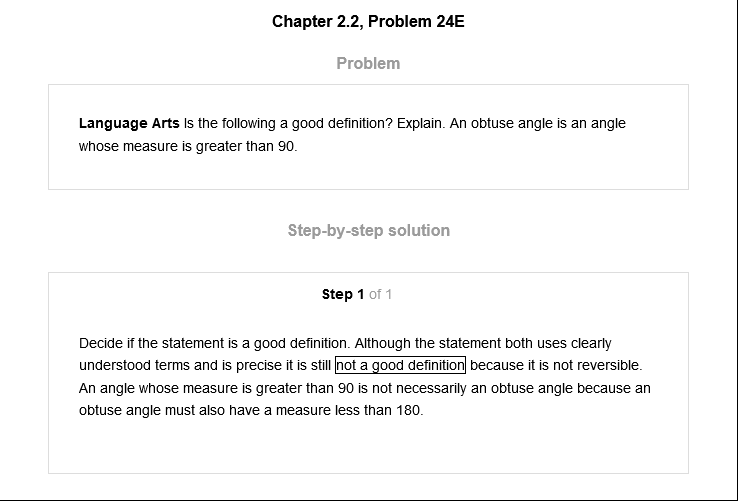 Chapter 2.2, Problem 24E
Problem
Language Arts Is the following a good definition? Explain. An obtuse angle is an angle
whose measure is greater than 90.
Step-by-step solution
Step 1 of 1
Decide if the statement is a good definition. Although the statement both uses clearly
understood terms and is precise it is still not a good definition because it is not reversible.
An angle whose measure is greater than 90 is not necessarily an obtuse angle because an
obtuse angle must also have a measure less than 180.